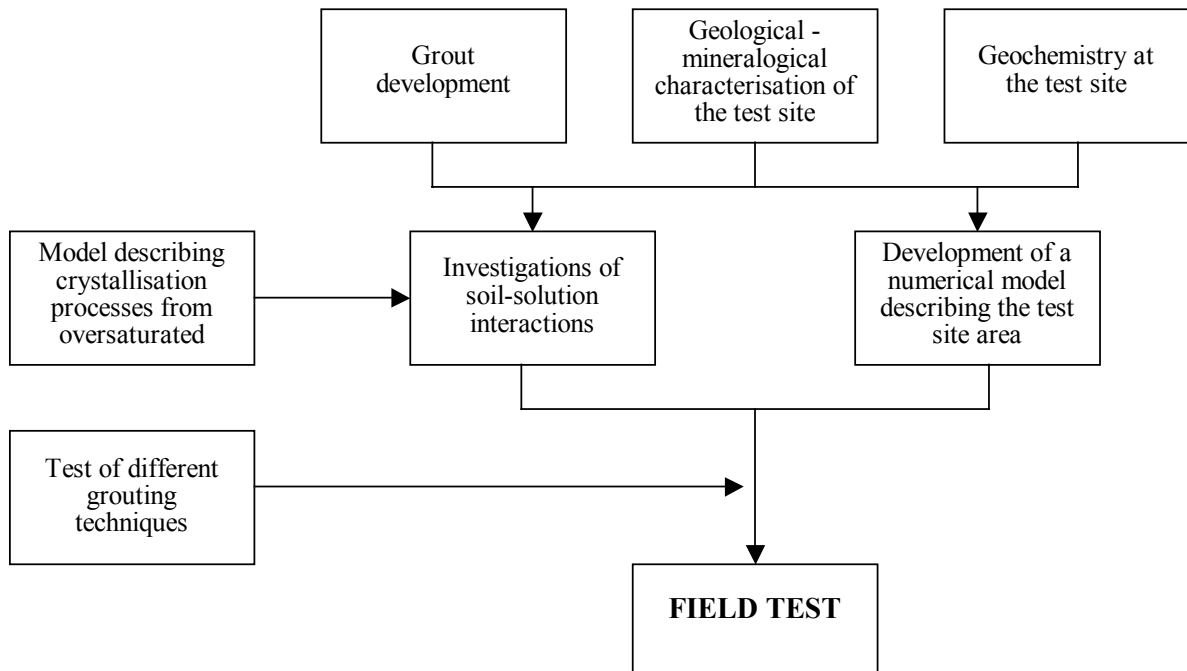 Grout
development
Geological -
mineralogical
characterisation of
the test site
Geochemistry at
the test site
Model describing
crystallisation
processes from
oversaturated
Investigations of
soil-solution
interactions
Development of a
numerical model
describing the test
site area
Test of different
grouting
techniques
FIELD TEST